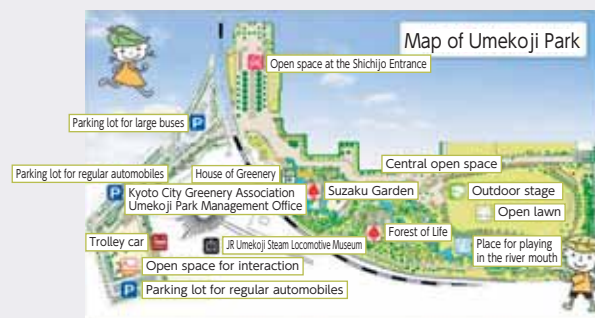 Map of Umekoji Park
Open space at the Shichijo Entrance
Parking lot for large buses
P
Parking lot for regular automobiles
House of Greenery
Central open space
P
Kyoto City Greenery Association
Umekoji Park Management Office
Suzaku Garden
Outdoor stage
Open lawn
Forest of Life
Trolley car
JR Umekoji Steam Locomotive Museum
Place for playing
in the river mouth
Open space for interaction
P
Parking lot for regular automobiles